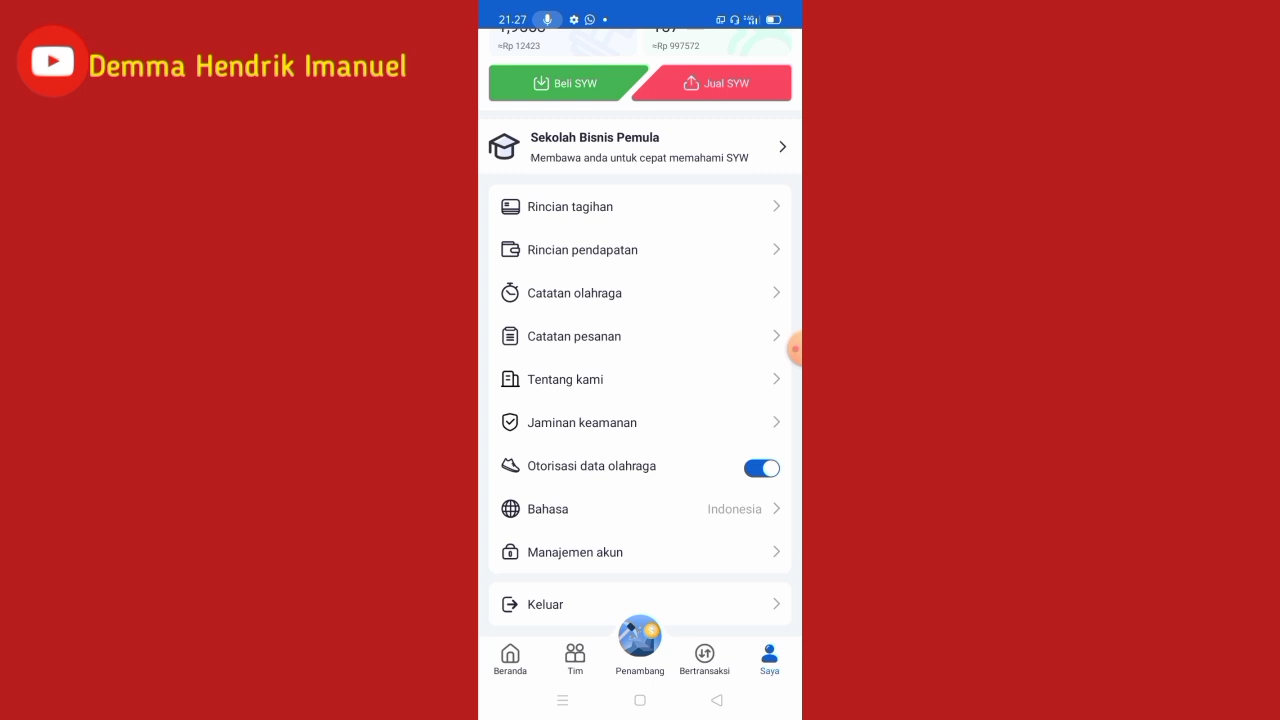 21.27
Demma Hendrik Imanuel
≈Rp 12423
≈Rp 997572
Beli SYW
Jual SYW
Sekolah Bisnis Pemula
Membawa anda untuk cepat memahami SYW
Rincian tagihan
Rincian pendapatan
Catatan olahraga
Catatan pesanan
Tentang kami
Jaminan keamanan
Otorisasi data olahraga
Bahasa Indonesia
Manajemen akun
Keluar
Beranda Tim Penambang Bertransaksi Saya